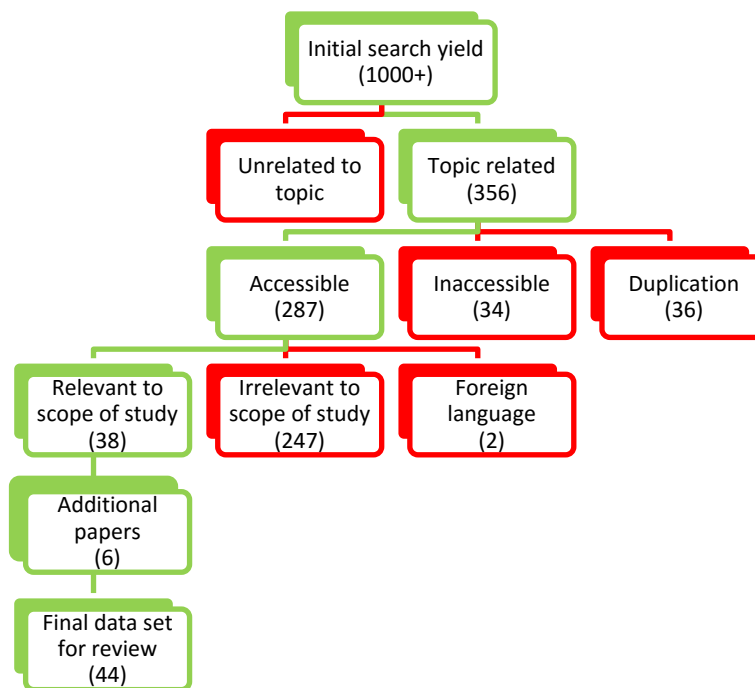 Initial search yield
(1000+)
Unrelated to
topic
Topic related
(356)
Accessible
(287)
Inaccessible
(34)
Duplication
(36)
Relevant to
scope of study
(38)
Irrelevant to
scope of study
(247)
Foreign
language
(2)
Additional
papers
(6)
Final data set
for review
(44)